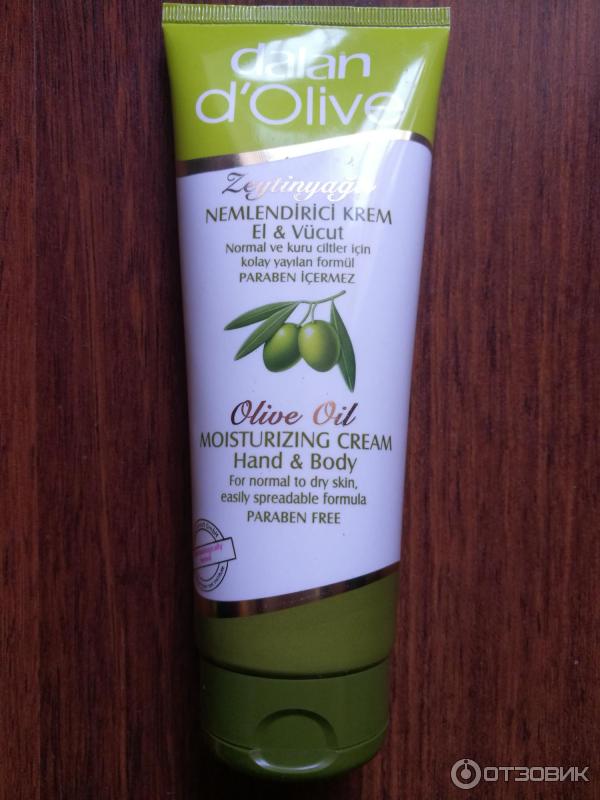 dalan
d'Olive
Zeytinyağlı
NEMLENDİRİCİ KREM
El & Vücut
Normal ve kuru ciltler için
kolay yayılan formül
PARABEN İÇERMEZ
Olive Oil
MOISTURIZING CREAM
Hand & Body
For normal to dry skin,
easily spreadable formula
PARABEN FREE
ОТЗОВИК